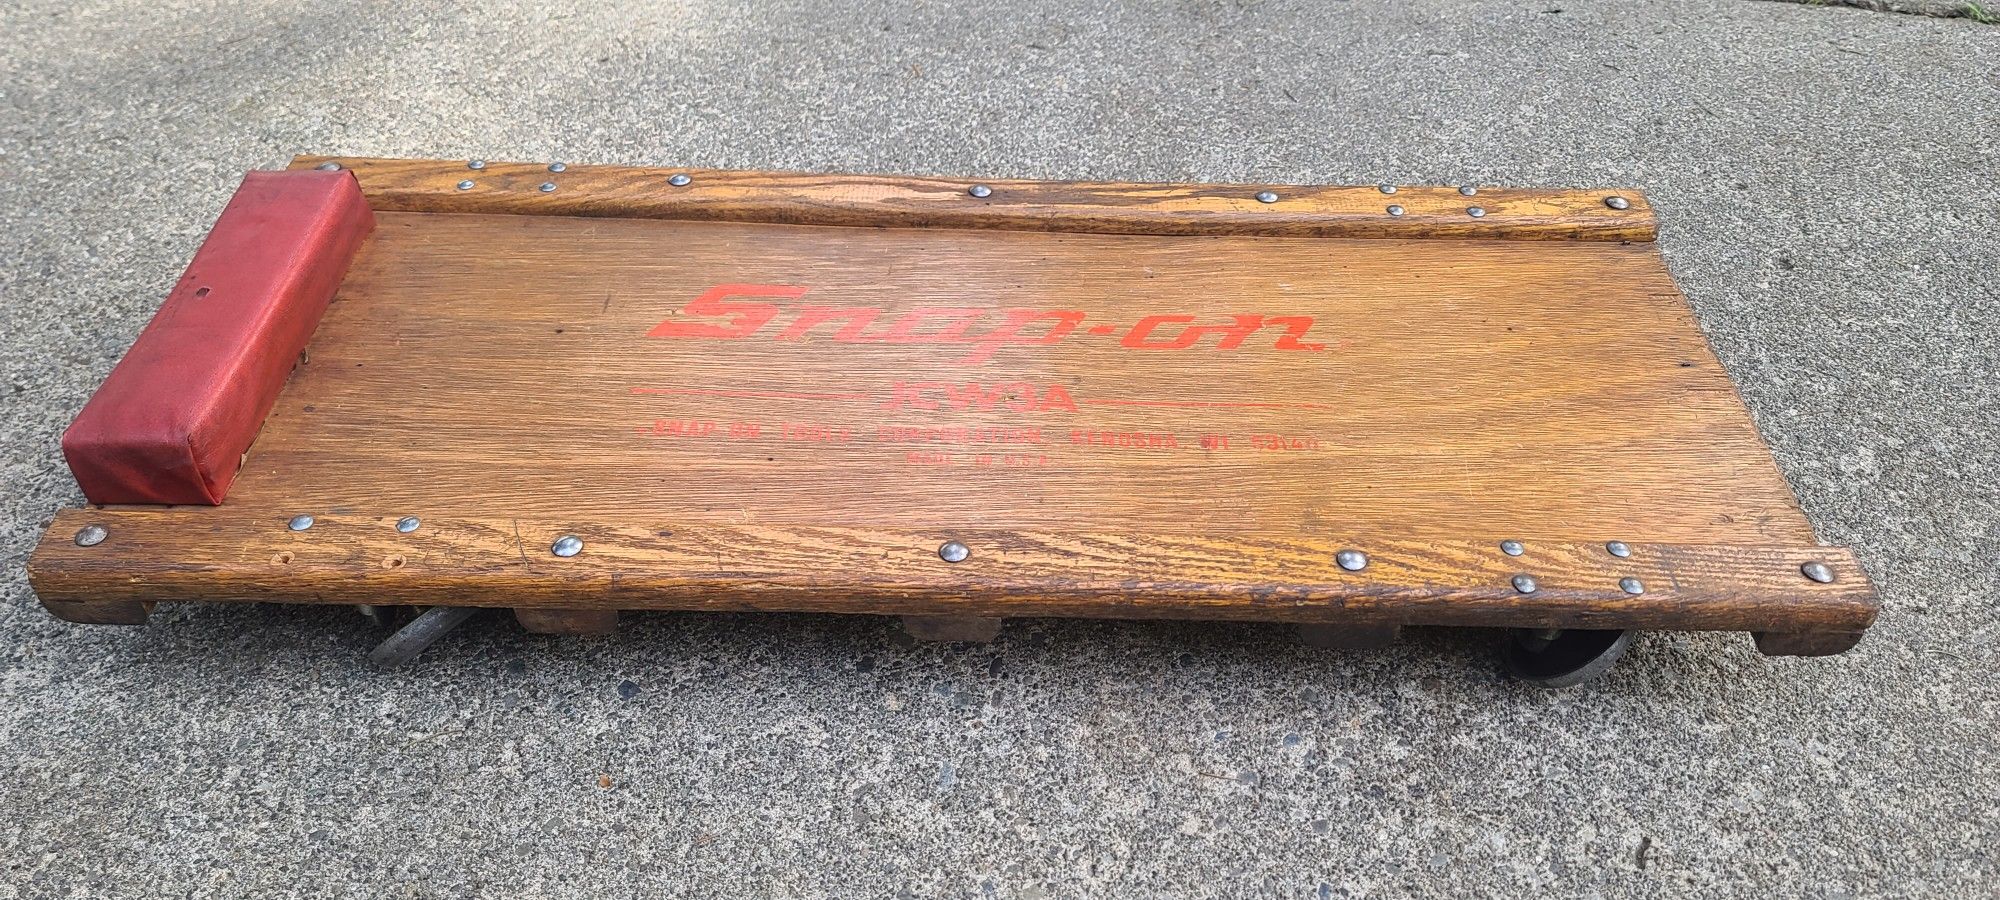 Snap-on
JCW3A
SNAP-ON TOOLS CORPORATION, KENOSHA, WI 53140
MADE IN U.S.A.